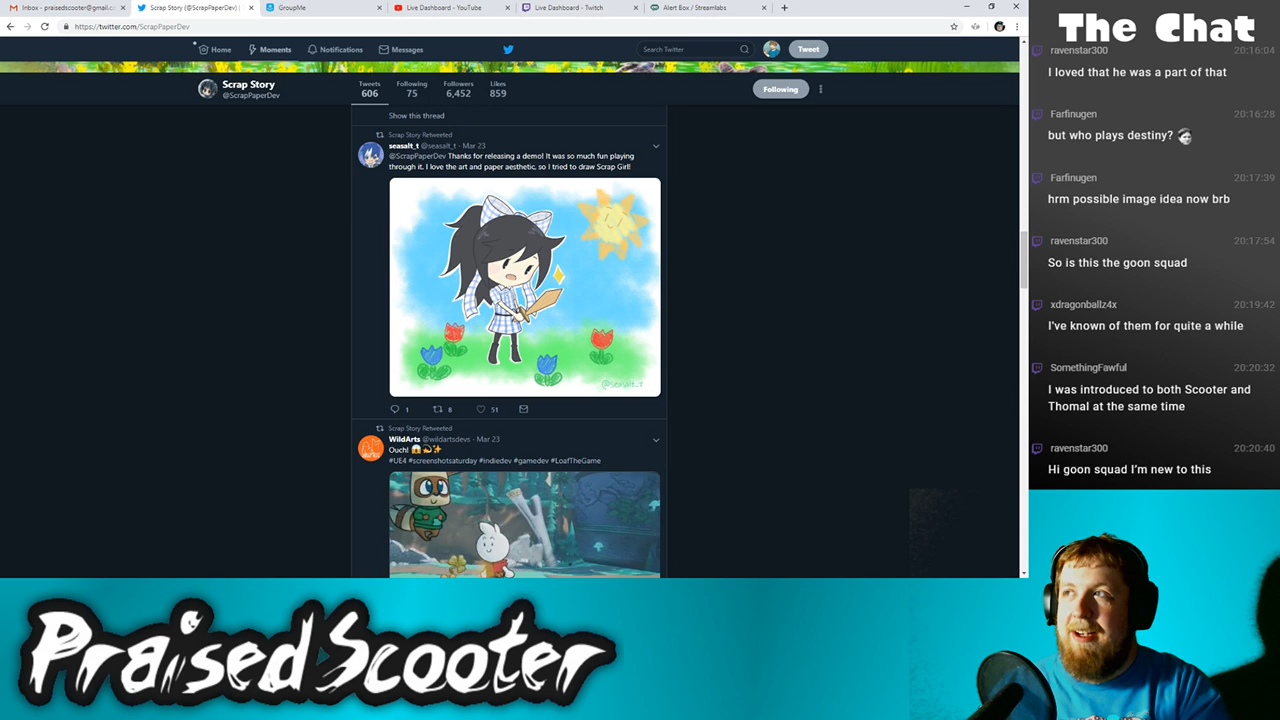 Inbox - praisedscooter@gmail.c
Scrap Story (@ScrapPaperDev) |
GroupMe
Live Dashboard - YouTube
Live Dashboard - Twitch
Alert Box / Streamlabs
https://twitter.com/ScrapPaperDev
Home
Moments
Notifications
Messages
Search Twitter
Tweet
Scrap Story
@ScrapPaperDev
Tweets
606
Following
75
Followers
6,452
Likes
859
Following
Show this thread
Scrap Story Retweeted
seasalt_t @seasalt_t · Mar 23
@ScrapPaperDev Thanks for releasing a demo! It was so much fun playing
through it. I love the art and paper aesthetic, so I tried to draw Scrap Girl!
@seasalt_t
1
8
51
Scrap Story Retweeted
WildArts @wildartsdevs · Mar 23
Ouch!
#UE4 #screenshotsaturday #indiedev #gamedev #LoafTheGame
The Chat
ravenstar300 20:16:04
I loved that he was a part of that
Farfinugen 20:16:28
but who plays destiny?
Farfinugen 20:17:39
hrm possible image idea now brb
ravenstar300 20:17:54
So is this the goon squad
xdragonballz4x 20:19:42
I've known of them for quite a while
SomethingFawful 20:20:32
I was introduced to both Scooter and
Thomal at the same time
ravenstar300 20:20:40
Hi goon squad I'm new to this
PraisedScooter